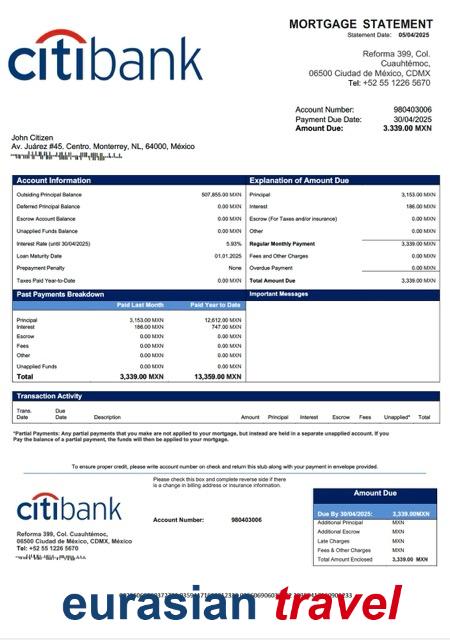 citibank
MORTGAGE STATEMENT
Statement Date: 05/04/2025
Reforma 399, Col.
Cuauhtémoc,
06500 Ciudad de México, CDMX
Tel: +52 55 1226 5670
Account Number: 980403006
Payment Due Date: 30/04/2025
Amount Due: 3.339.00 MXN
John Citizen
Av. Juárez #45, Centro, Monterrey, NL, 64000, México
Account Information
Outsiding Principal Balance 507,855.00 MXN
Deferred Principal Balance 0.00 MXN
Escrow Account Balance 0.00 MXN
Unapplied Funds Balance 0.00 MXN
Interest Rate (until 30/04/2025) 5.93%
Loan Maturity Date 01.01.2025
Prepayment Penalty None
Taxes Paid Year-to-Date 0.00 MXN
Explanation of Amount Due
Principal 3,153.00 MXN
Interest 186.00 MXN
Escrow (For Taxes and/or insurance) 0.00 MXN
Other 0.00 MXN
Regular Monthly Payment 3,339.00 MXN
Fees and Other Charges 0.00 MXN
Overdue Payment 0.00 MXN
Total Amount Due 3,339.00 MXN
Past Payments Breakdown
Paid Last Month Paid Year to Date
Principal 3,153.00 MXN 12,612.00 MXN
Interest 186.00 MXN 747.00 MXN
Escrow 0.00 MXN 0.00 MXN
Fees 0.00 MXN 0.00 MXN
Other 0.00 MXN 0.00 MXN
Unapplied Funds 0.00 MXN 0.00 MXN
Total 3,339.00 MXN 13,359.00 MXN
Important Messages
Transaction Activity
Trans. Date Due Date Description Amount Principal Interest Escrow Fees Unapplied* Total
*Partial Payments: Any partial payments that you make are not applied to your mortgage, but instead are held in a separate unapplied account. If you
Pay the balance of a partial payment, the funds will then be applied to your mortgage.
To ensure proper credit, please write account number on check and return this stub along with your payment in envelope provided.
Please check this box and complete reverse side if there
is a change in billing address or insurance information.
citibank
Reforma 399, Col. Cuauhtémoc,
06500 Ciudad de México, CDMX, México
Tel: +52 55 1226 5670
Account Number: 980403006
Amount Due
Due By 30/04/2025: 3,339.00MXN
Additional Principal MXN
Additional Escrow MXN
Late Charges MXN
Fees & Other Charges MXN
Total Amount Enclosed 3,339.00 MXN
eurasian travel